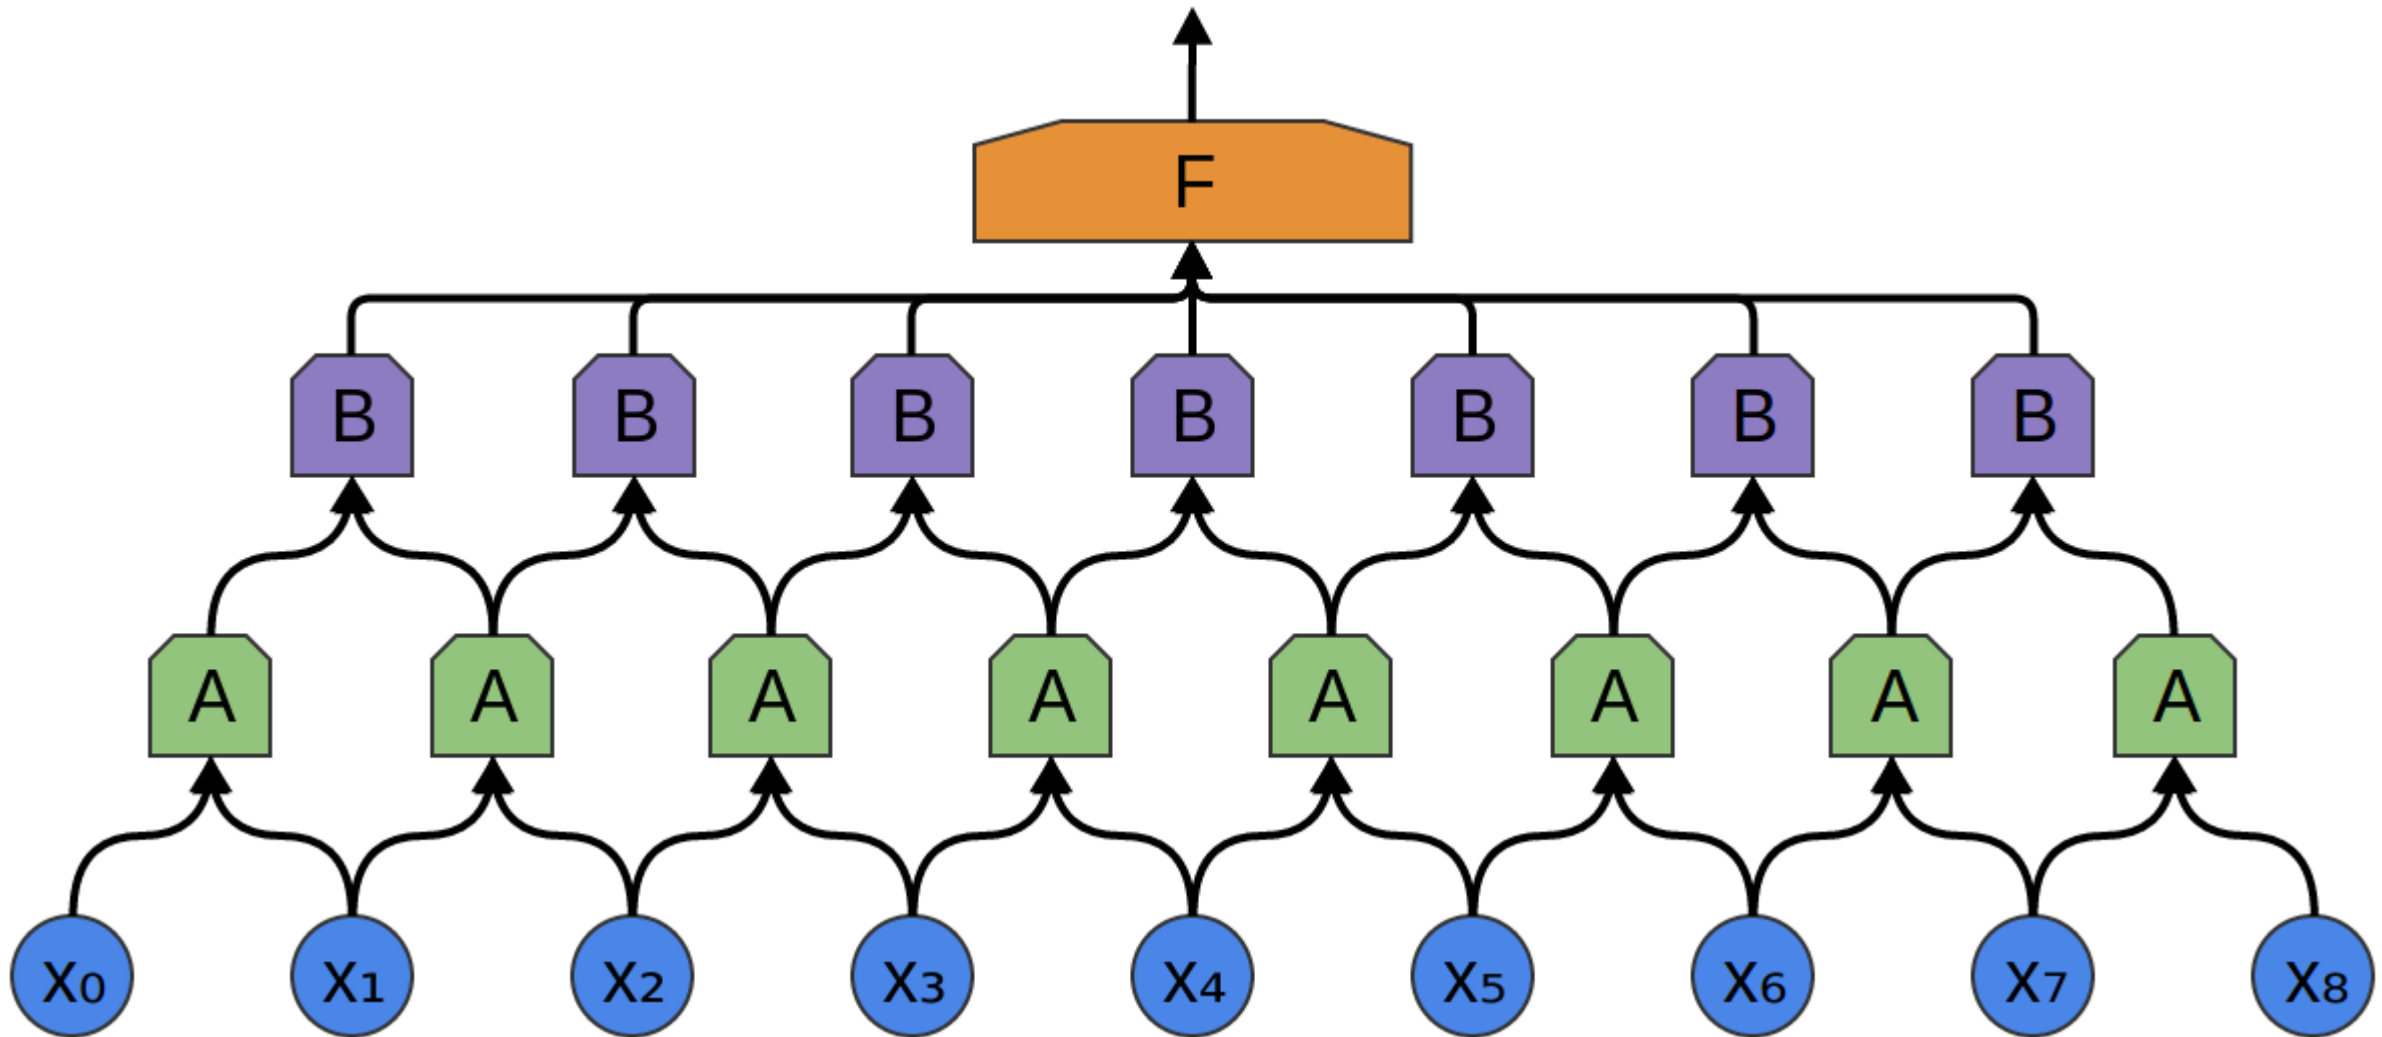 F
B B B B B B B
A A A A A A A A
x₀ x₁ x₂ x₃ x₄ x₅ x₆ x₇ x₈